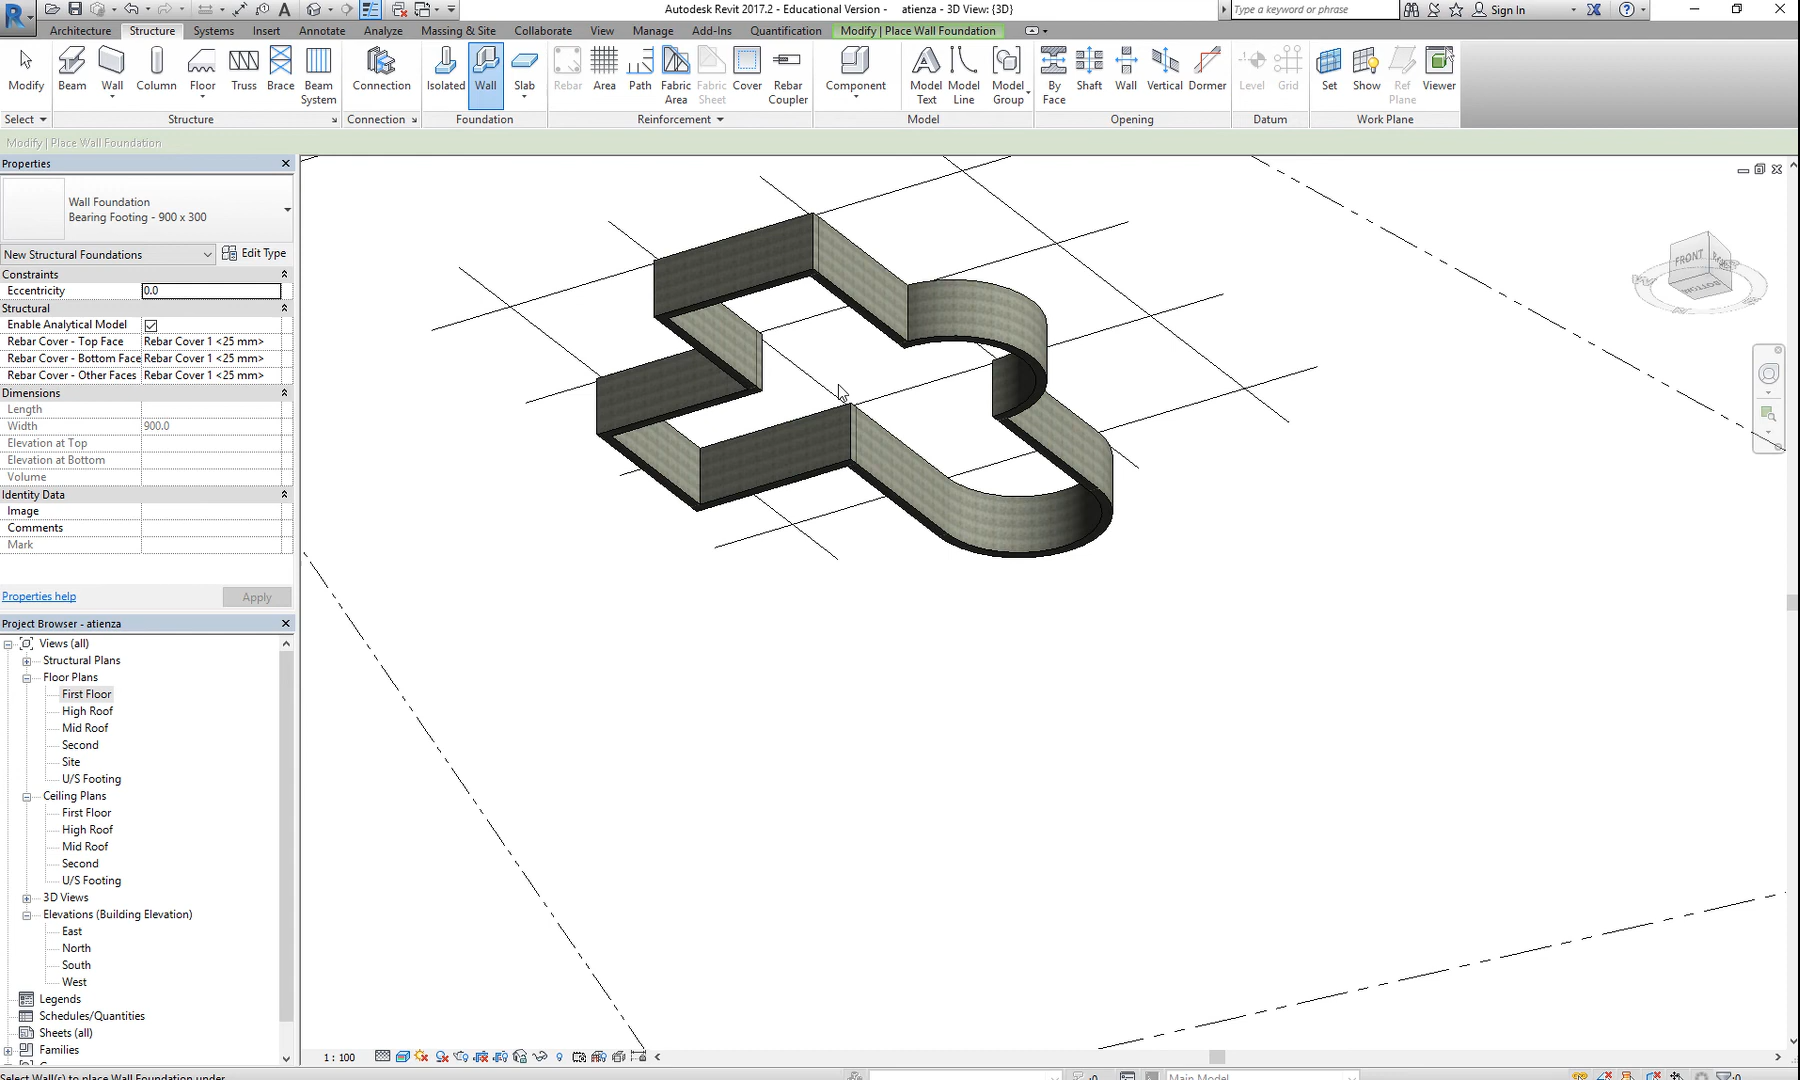 Autodesk Revit 2017.2 - Educational Version -    atienza - 3D View: {3D}
Type a keyword or phrase
Sign In
Architecture Structure Systems Insert Annotate Analyze Massing & Site Collaborate View Manage Add-Ins Quantification Modify | Place Wall Foundation
Modify Beam Wall Column Floor Truss Brace Beam System Connection Isolated Wall Slab Rebar Area Path Fabric Area Fabric Sheet Cover Rebar Coupler Component Model Text Model Line Model Group By Face Shaft Wall Vertical Dormer Level Grid Set Show Ref Plane Viewer
Select Structure Connection Foundation Reinforcement Model Opening Datum Work Plane
Modify | Place Wall Foundation
Properties
Wall Foundation
Bearing Footing - 900 x 300
New Structural Foundations Edit Type
Constraints
Eccentricity 0.0
Structural
Enable Analytical Model
Rebar Cover - Top Face Rebar Cover 1 <25 mm>
Rebar Cover - Bottom Face Rebar Cover 1 <25 mm>
Rebar Cover - Other Faces Rebar Cover 1 <25 mm>
Dimensions
Length
Width 900.0
Elevation at Top
Elevation at Bottom
Volume
Identity Data
Image
Comments
Mark
Properties help Apply
Project Browser - atienza
Views (all)
Structural Plans
Floor Plans
First Floor
High Roof
Mid Roof
Second
Site
U/S Footing
Ceiling Plans
First Floor
High Roof
Mid Roof
Second
U/S Footing
3D Views
Elevations (Building Elevation)
East
North
South
West
Legends
Schedules/Quantities
Sheets (all)
Families
FRONT
BOTTOM
1 : 100
Select Wall(s) to place Wall Foundation under
:0
Main Model
:0